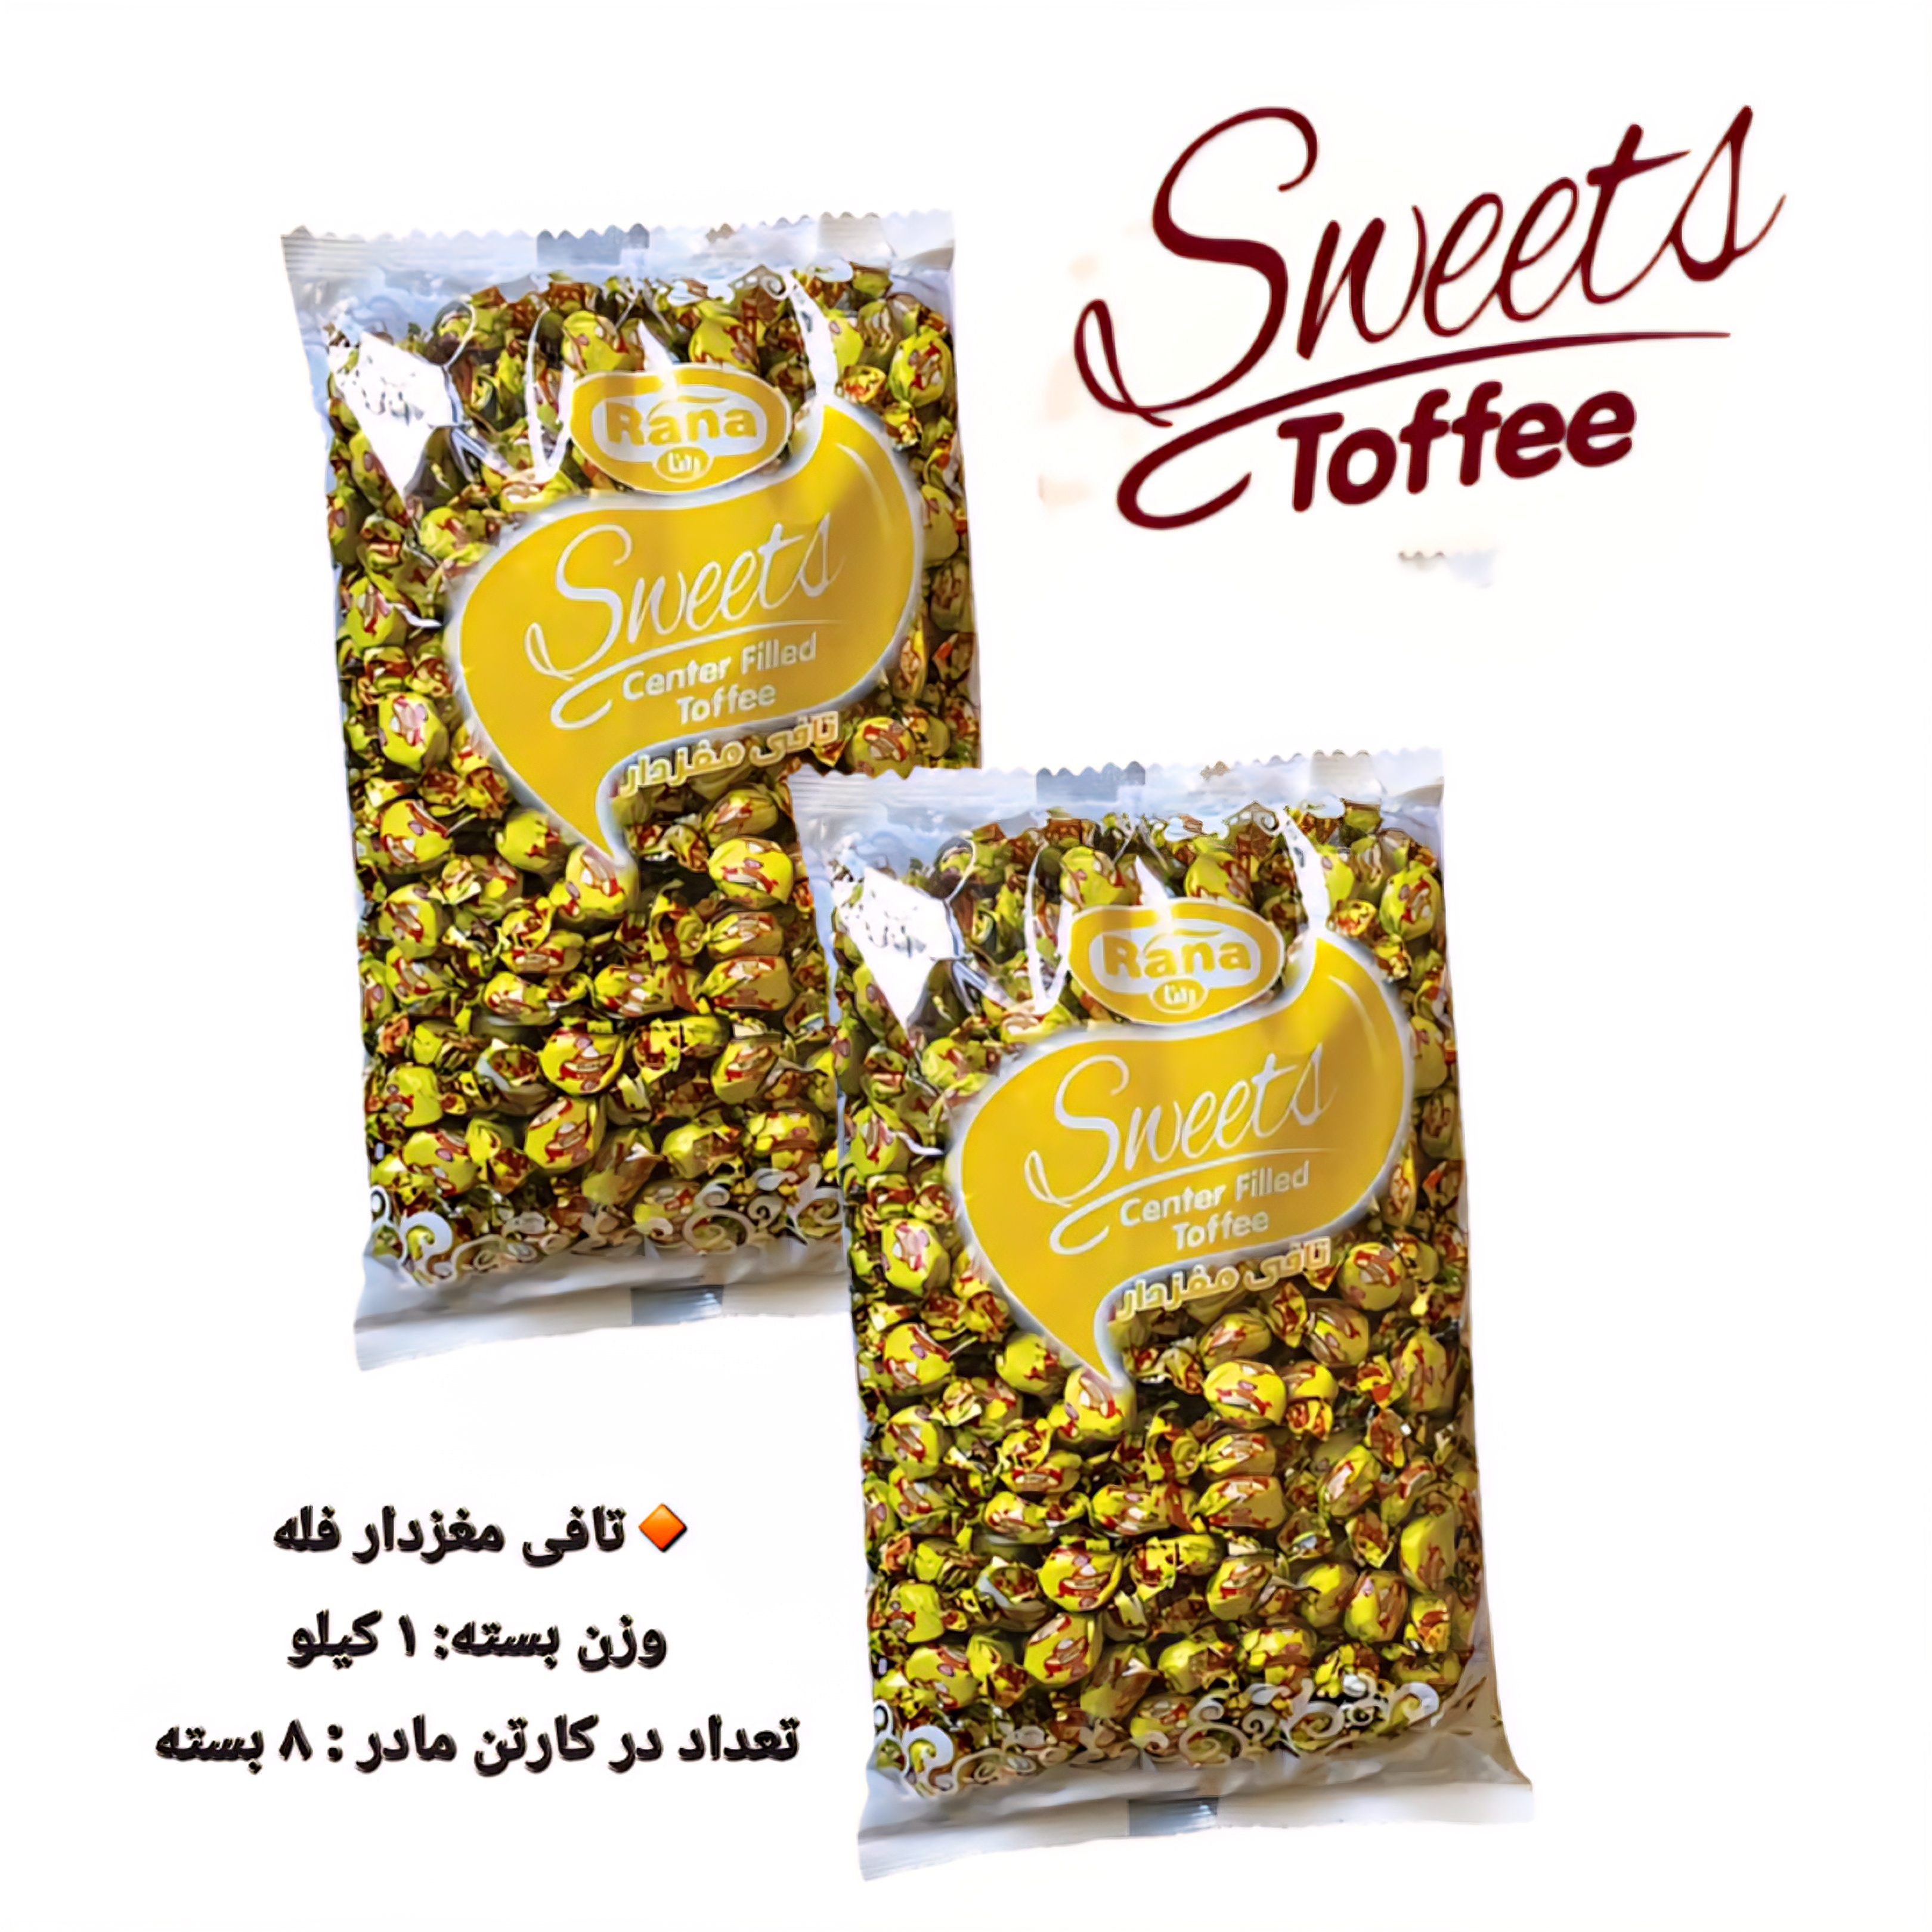 Sweets
Toffee
Rana
رانا
Sweets
Center Filled
Toffee
تافی مغزدار
Rana
رانا
Sweets
Center Filled
Toffee
تافی مغزدار
🔶 تافی مغزدار فله
وزن بسته: ۱ کیلو
تعداد در کارتن مادر : ۸ بسته